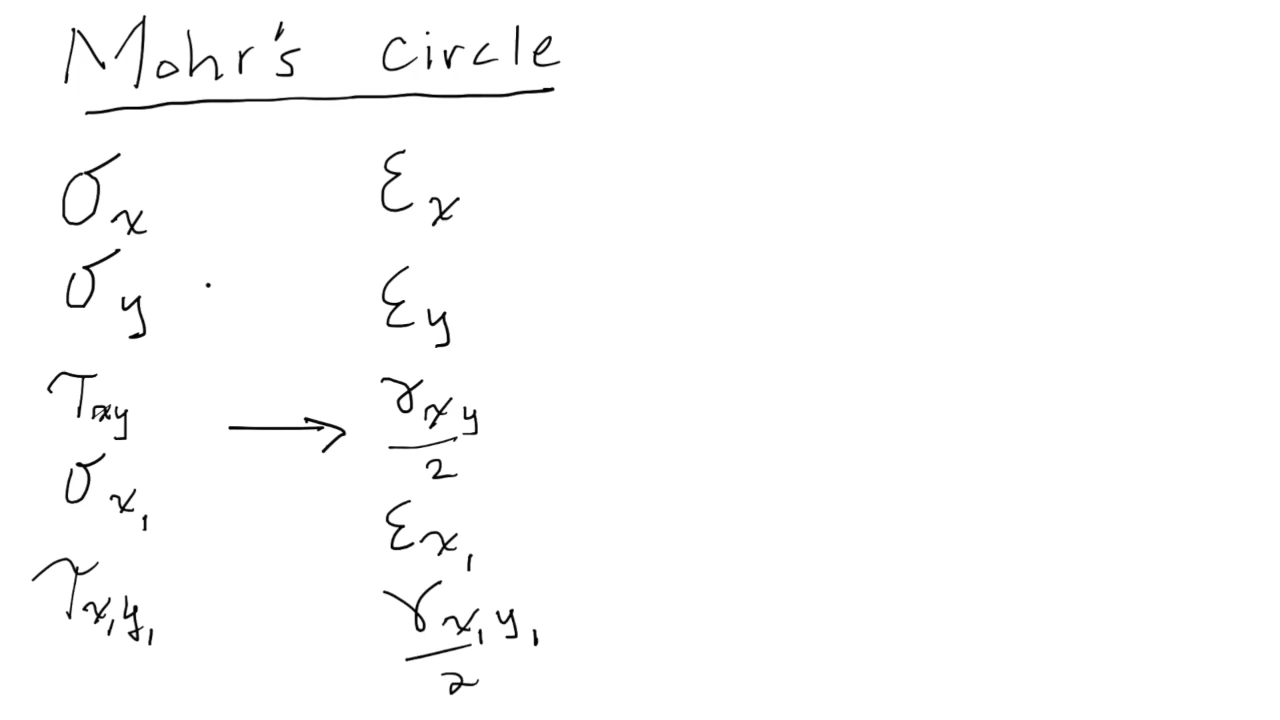 Mohr's circle
σx εx
σy εy
τxy → γxy/2
σx₁ εx₁
τx₁y₁ γx₁y₁/2